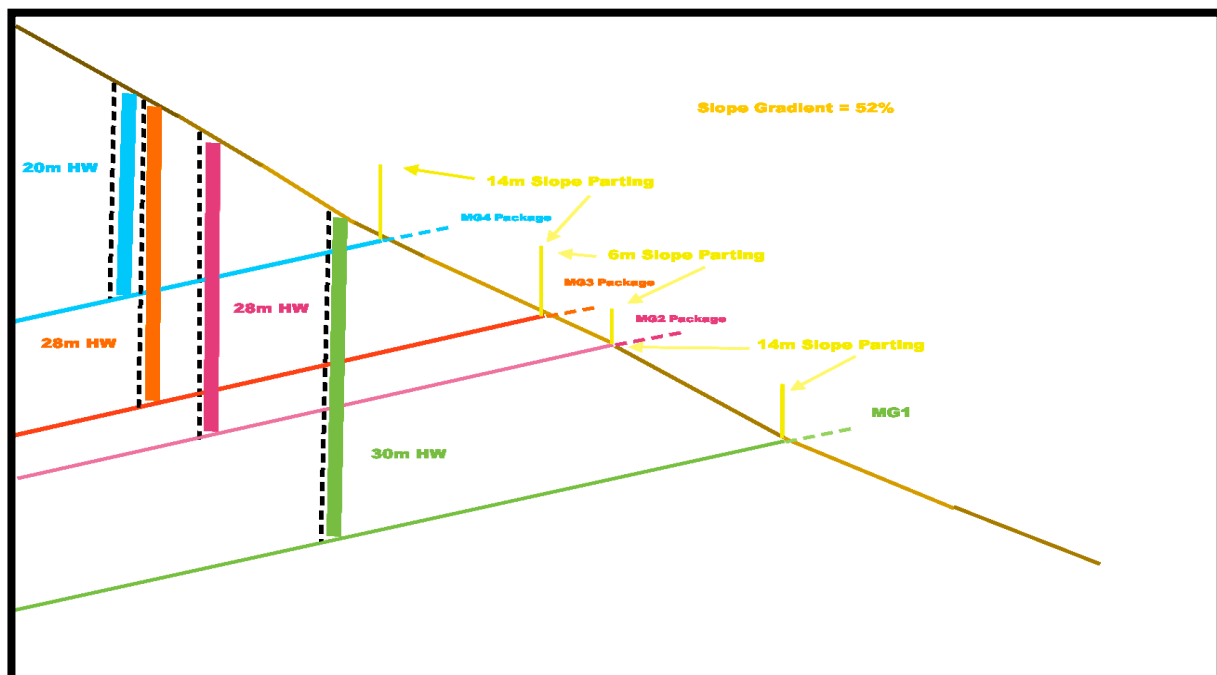 Slope Gradient = 52%
20m HW
14m Slope Parting
MG4 Package
6m Slope Parting
MG3 Package
28m HW
MG2 Package
28m HW
14m Slope Parting
MG1
30m HW